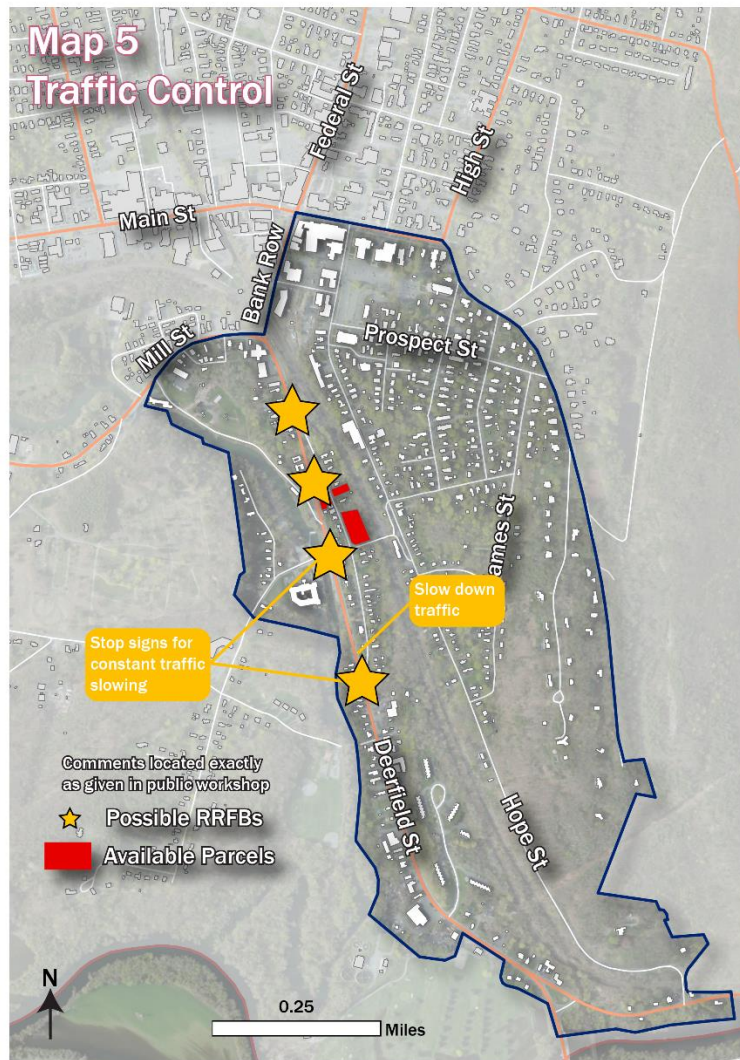 Map 5
Traffic Control
Federal St
High St
Main St
Bank Row
Mill St
Prospect St
ames St
Slow down
traffic
Stop signs for
constant traffic
slowing
Comments located exactly
as given in public workshop
Possible RRFBs
Available Parcels
Deerfield St
Hope St
N
0.25
Miles